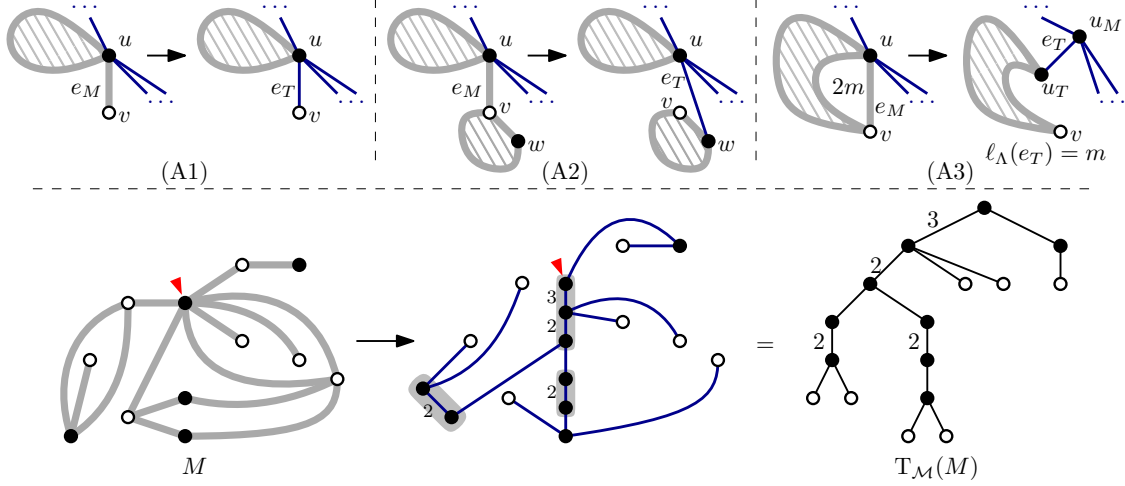 ... ... ...
u u u u u u_M
e_M e_T e_M e_T 2m e_M e_T u_T
v v v v v v
... ... ... ... ... ...
w w
ℓ_Λ(e_T) = m
(A1) (A2) (A3)
3 2 2 2
3 2 2 2
=
M T_ℳ(M)